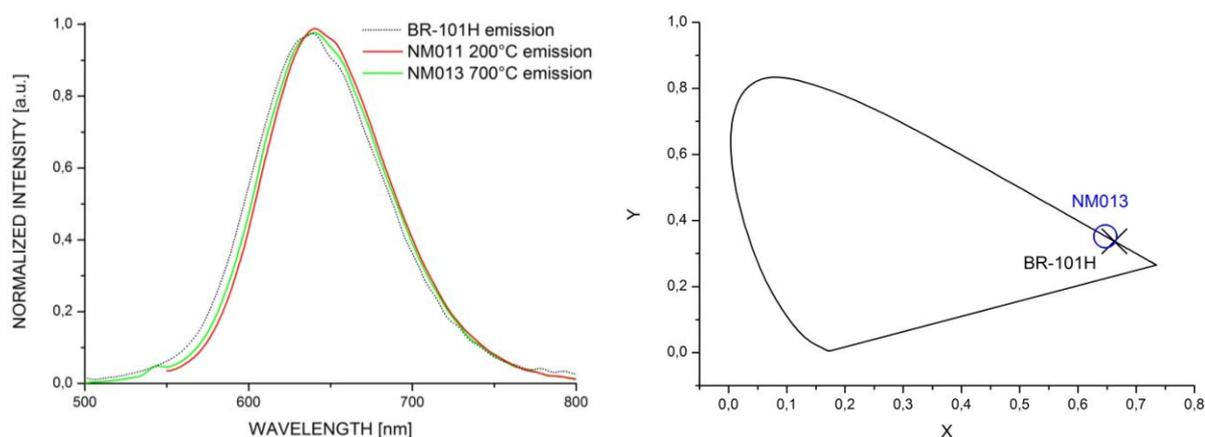 1,0
0,8
0,6
0,4
0,2
0,0
NORMALIZED INTENSITY [a.u.]
BR-101H emission
NM011 200°C emission
NM013 700°C emission
500
600
700
800
WAVELENGTH [nm]
1,0
0,8
0,6
0,4
0,2
0,0
Y
NM013
BR-101H
0,0
0,1
0,2
0,3
0,4
0,5
0,6
0,7
0,8
X